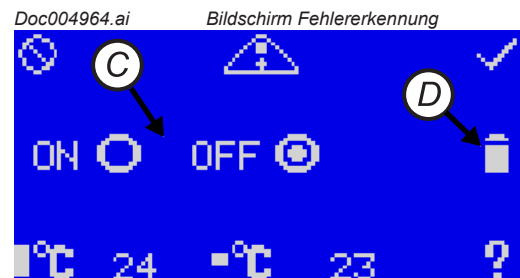 Doc004964.ai Bildschirm Fehlererkennung
C
D
ON OFF
°C 24 °C 23 ?